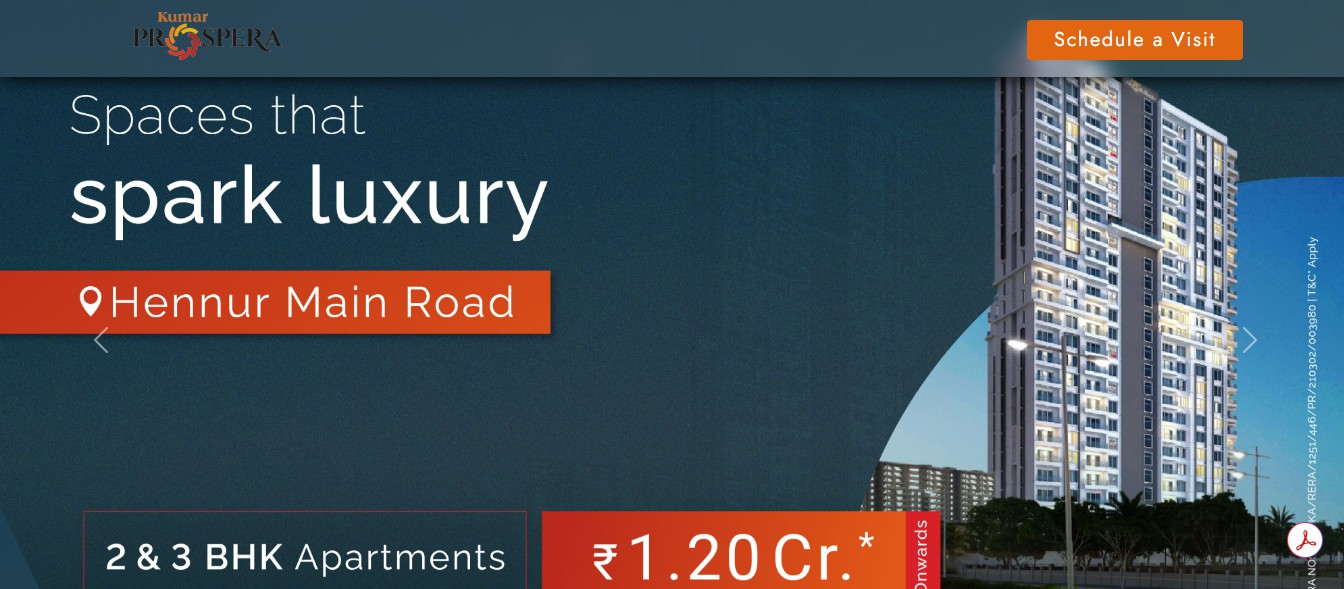 Kumar
PROSPERA
Schedule a Visit
Spaces that
spark luxury
Hennur Main Road
2 & 3 BHK Apartments
₹ 1.20 Cr.*
Onwards
KA/RERA/1251/446/PR/210302/003980 | T&C* Apply